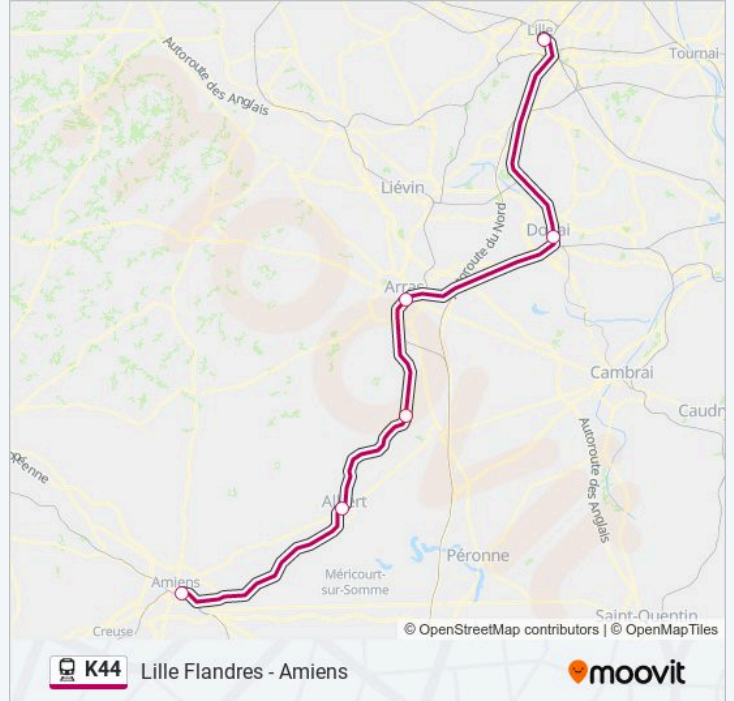 Lille
Autoroute des Anglais
Tournai
Liévin
Autoroute du Nord
Douai
Arras
Cambrai
Autoroute des Anglais
Albert
Péronne
Amiens
Méricourt-
sur-Somme
Saint-Quentin
Creuse
© OpenStreetMap contributors | © OpenMapTiles
K44
Lille Flandres - Amiens
moovit